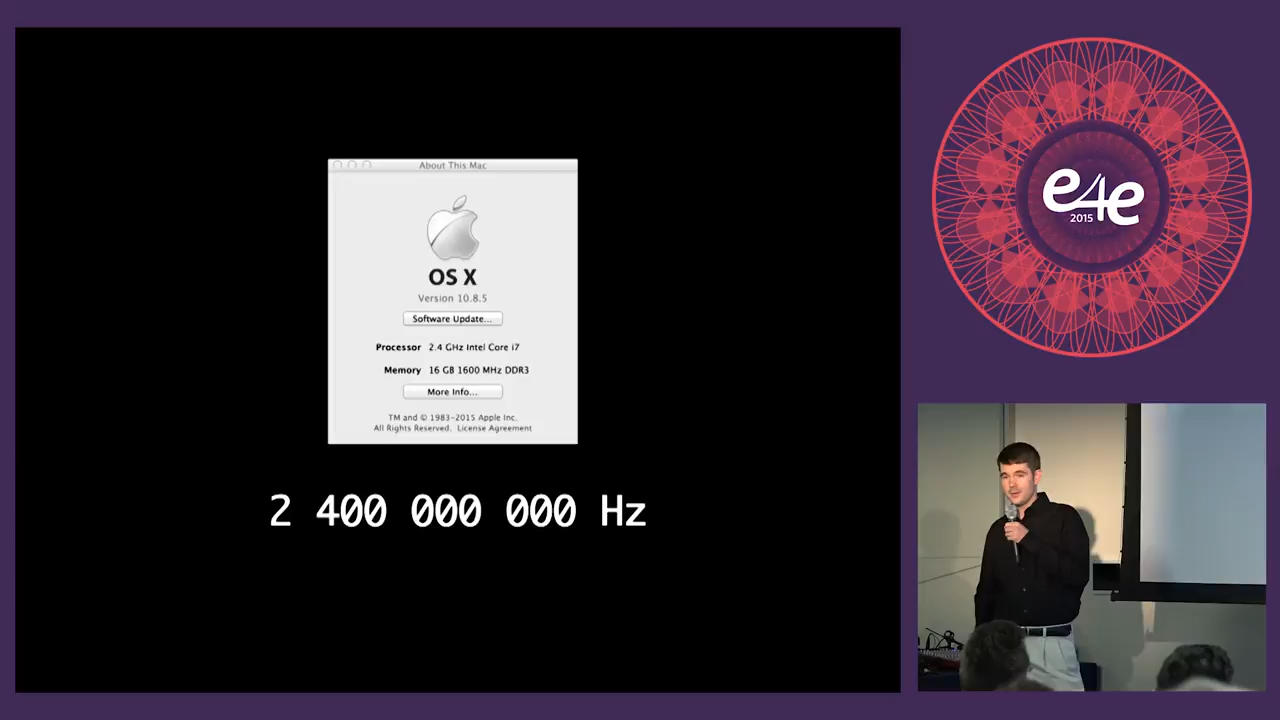 About This Mac
OS X
Version 10.8.5
Software Update...
Processor 2.4 GHz Intel Core i7
Memory 16 GB 1600 MHz DDR3
More Info...
TM and © 1983-2015 Apple Inc.
All Rights Reserved. License Agreement
2 400 000 000 Hz
e4e
2015